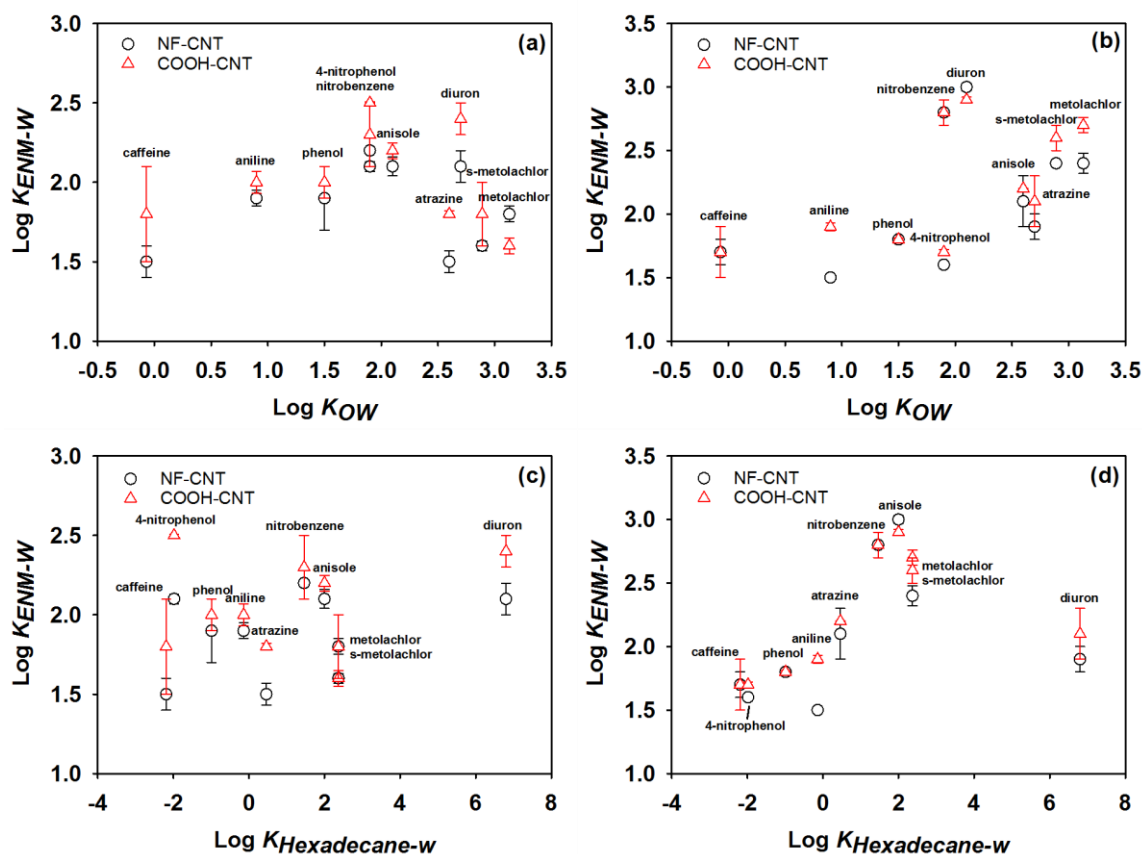 (a)
NF-CNT
COOH-CNT
4-nitrophenol
nitrobenzene
diuron
caffeine
aniline
phenol
anisole
s-metolachlor
atrazine
metolachlor
Log K_ENM-W
3.0
2.5
2.0
1.5
1.0
-0.5 0.0 0.5 1.0 1.5 2.0 2.5 3.0 3.5
Log K_OW
(b)
NF-CNT
COOH-CNT
diuron
nitrobenzene
metolachlor
s-metolachlor
anisole
caffeine
aniline
atrazine
phenol
4-nitrophenol
Log K_ENM-W
3.5
3.0
2.5
2.0
1.5
1.0
-0.5 0.0 0.5 1.0 1.5 2.0 2.5 3.0 3.5
Log K_OW
(c)
NF-CNT
COOH-CNT
4-nitrophenol
nitrobenzene
diuron
anisole
caffeine
phenol
aniline
atrazine
metolachlor
s-metolachlor
Log K_ENM-W
3.0
2.5
2.0
1.5
1.0
-4 -2 0 2 4 6 8
Log K_Hexadecane-w
(d)
NF-CNT
COOH-CNT
anisole
nitrobenzene
metolachlor
s-metolachlor
atrazine
diuron
aniline
caffeine
phenol
4-nitrophenol
Log K_ENM-W
3.5
3.0
2.5
2.0
1.5
1.0
-4 -2 0 2 4 6 8
Log K_Hexadecane-w